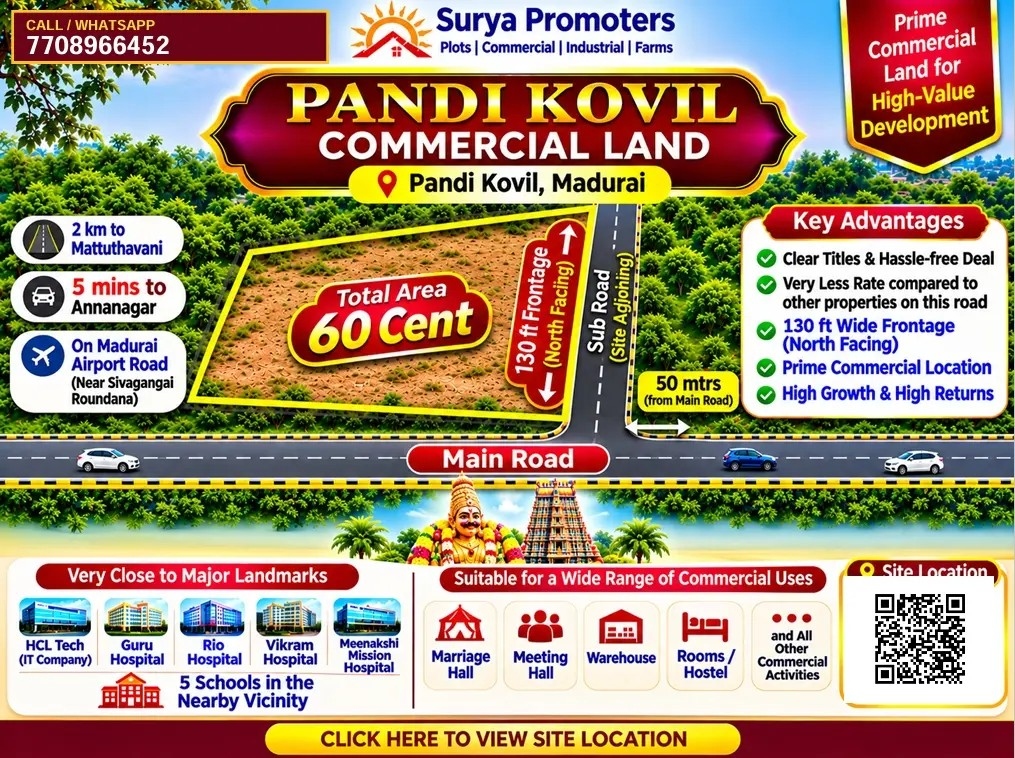 CALL / WHATSAPP
7708966452
Surya Promoters
Plots | Commercial | Industrial | Farms
Prime
Commercial
Land for
High-Value
Development
PANDI KOVIL
COMMERCIAL LAND
Pandi Kovil, Madurai
2 km to
Mattuthavani
5 mins to
Annanagar
On Madurai
Airport Road
(Near Sivagangai
Roundana)
Total Area
60 Cent
130 ft Frontage
(North Facing)
Sub Road
(Site Agjohing)
50 mtrs
(from Main Road)
Key Advantages
Clear Titles & Hassle-free Deal
Very Less Rate compared to
other properties on this road
130 ft Wide Frontage
(North Facing)
Prime Commercial Location
High Growth & High Returns
Main Road
Very Close to Major Landmarks
HCL Tech
(IT Company)
Guru
Hospital
Rio
Hospital
Vikram
Hospital
Meenakshi
Mission
Hospital
5 Schools in the
Nearby Vicinity
Suitable for a Wide Range of Commercial Uses
Marriage
Hall
Meeting
Hall
Warehouse
Rooms /
Hostel
and All
Other
Commercial
Activities
Site Location
CLICK HERE TO VIEW SITE LOCATION